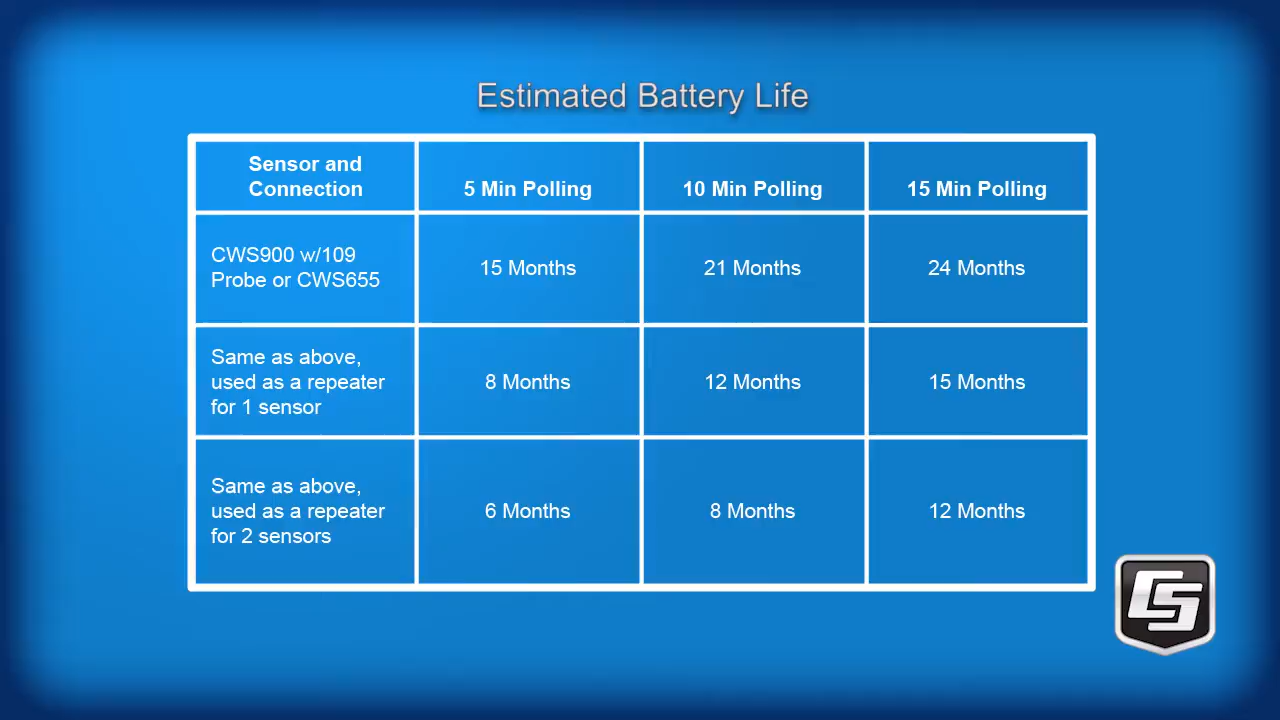 Estimated Battery Life
Sensor and
Connection
5 Min Polling
10 Min Polling
15 Min Polling
CWS900 w/109
Probe or CWS655
15 Months
21 Months
24 Months
Same as above,
used as a repeater
for 1 sensor
8 Months
12 Months
15 Months
Same as above,
used as a repeater
for 2 sensors
6 Months
8 Months
12 Months
CS